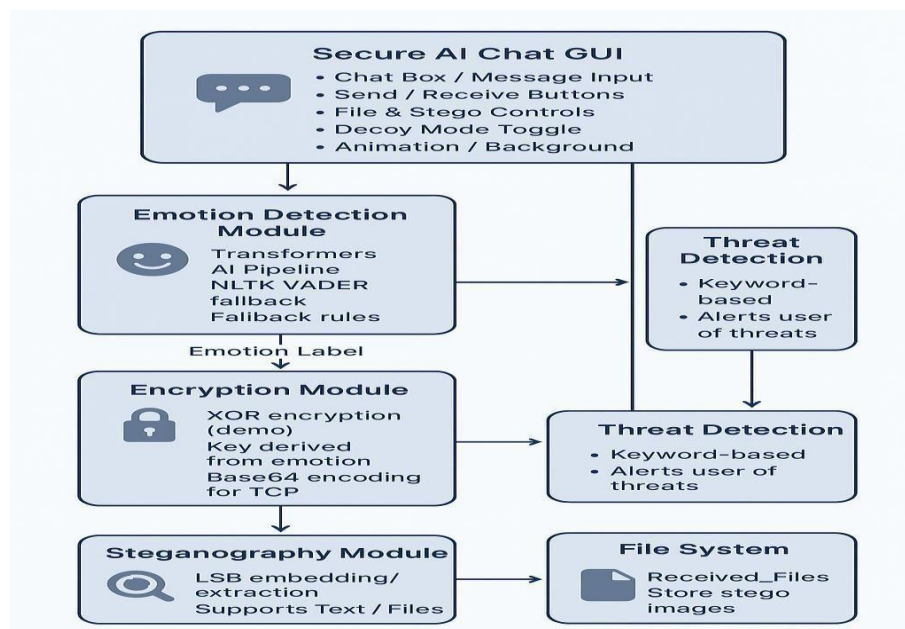 Secure AI Chat GUI
• Chat Box / Message Input
• Send / Receive Buttons
• File & Stego Controls
• Decoy Mode Toggle
• Animation / Background
Emotion Detection
Module
Transformers
AI Pipeline
NLTK VADER
fallback
Faliback rules
Threat
Detection
• Keyword-
based
• Alerts user
of threats
Emotion Label
Encryption Module
XOR encryption
(demo)
Key derived
from emotion
Base64 encoding
for TCP
Threat Detection
• Keyword-based
• Alerts user of
threats
Steganography Module
LSB embedding/
extraction
Supports Text / Files
File System
Received_Files
Store stego
images